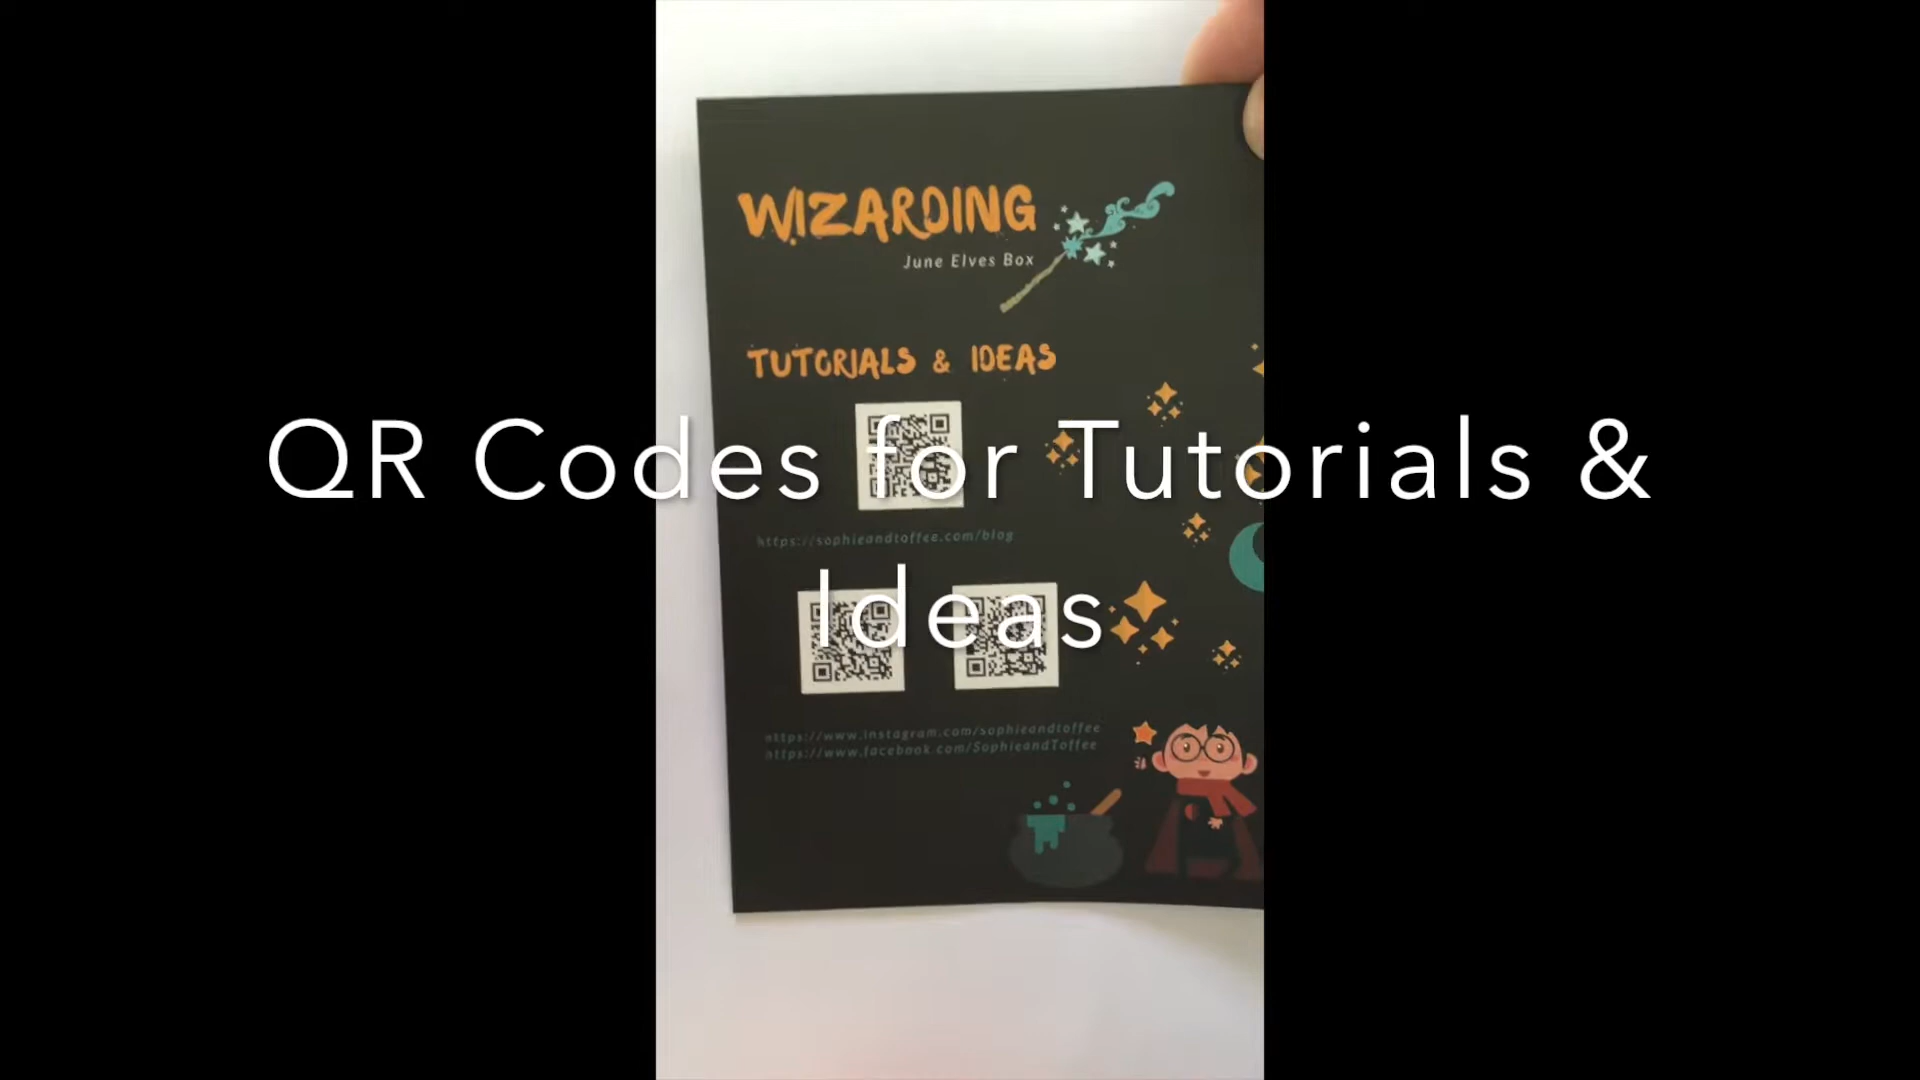 WIZARDING
June Elves Box
TUTORIALS & IDEAS
QR Codes for Tutorials &
Ideas
https://sophieandtoffee.com/blog
https://www.instagram.com/sophieandtoffee
https://www.facebook.com/SophieandToffee